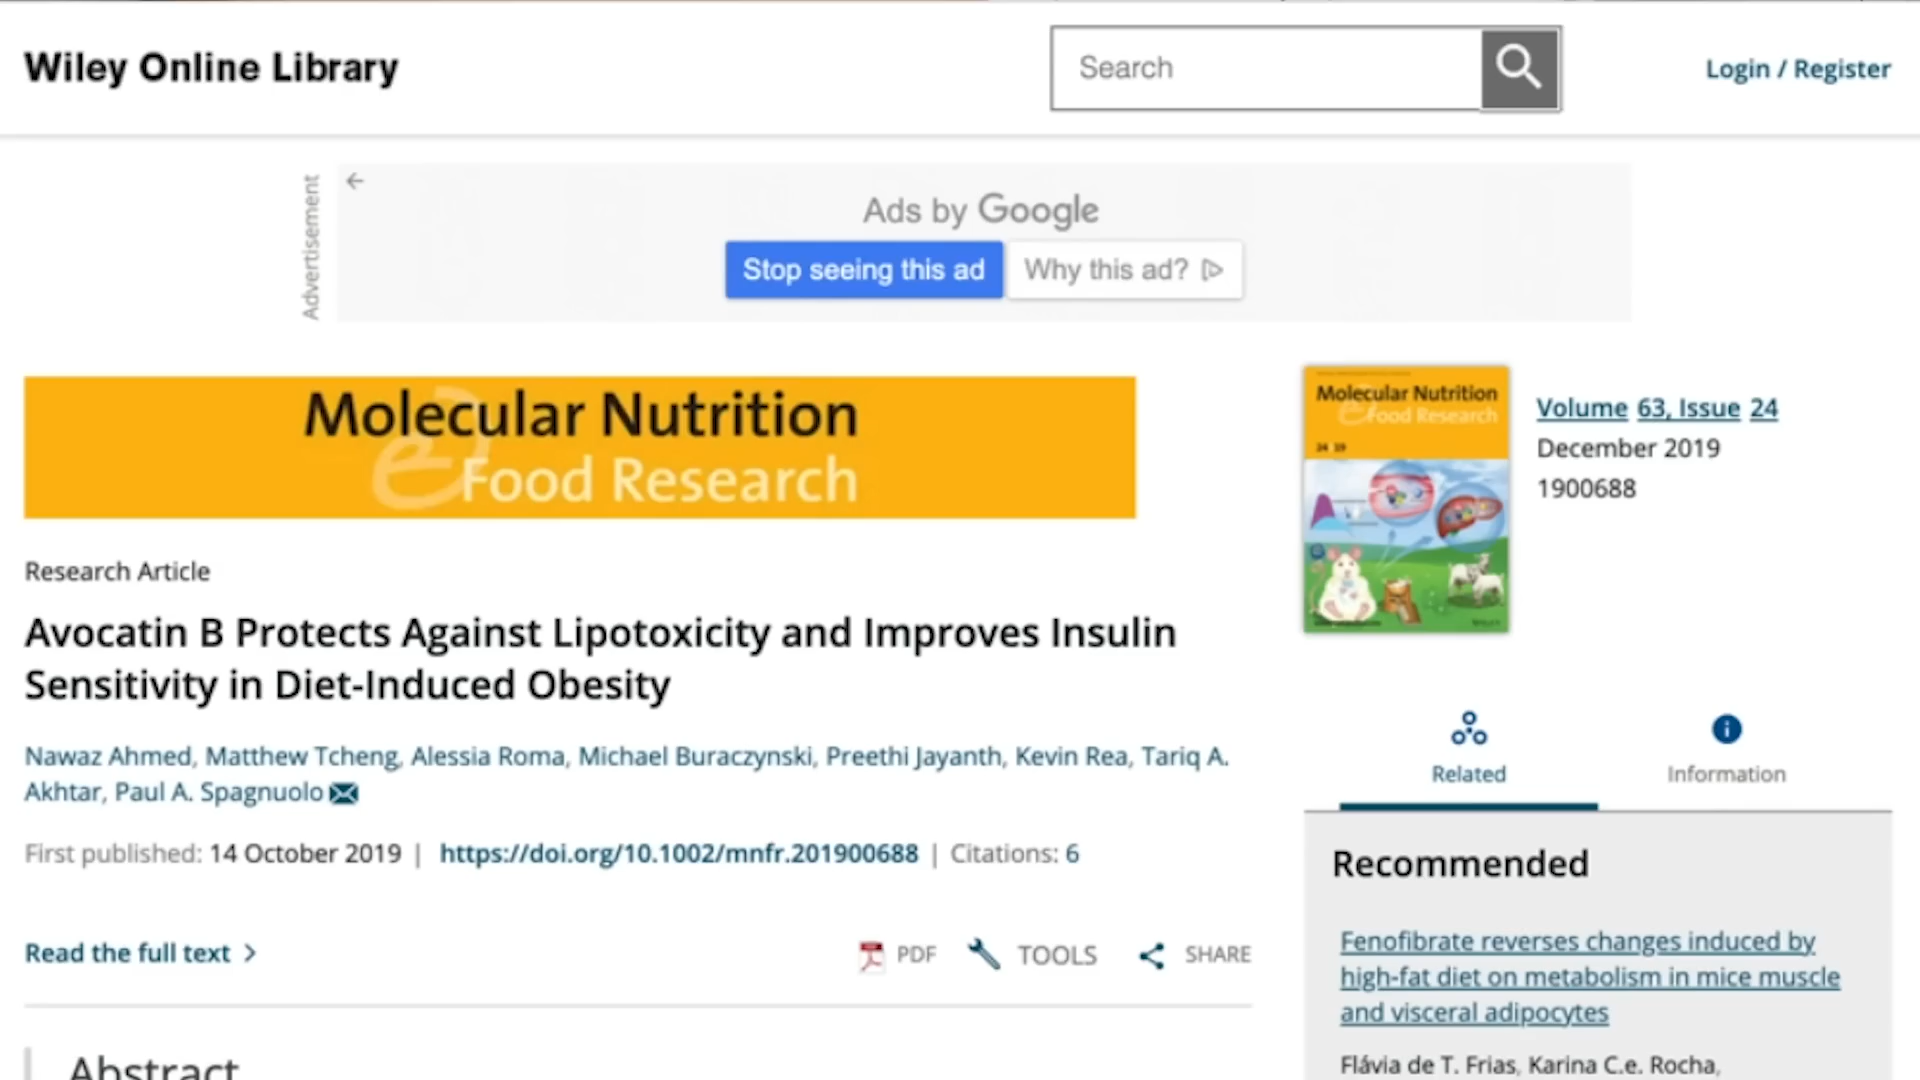 Wiley Online Library
Search
Login / Register
Advertisement
Ads by Google
Stop seeing this ad
Why this ad?
Molecular Nutrition
Food Research
Molecular Nutrition
Food Research
24 19
Volume 63, Issue 24
December 2019
1900688
Research Article
Avocatin B Protects Against Lipotoxicity and Improves Insulin
Sensitivity in Diet-Induced Obesity
Nawaz Ahmed, Matthew Tcheng, Alessia Roma, Michael Buraczynski, Preethi Jayanth, Kevin Rea, Tariq A.
Akhtar, Paul A. Spagnuolo
First published: 14 October 2019 | https://doi.org/10.1002/mnfr.201900688 | Citations: 6
Read the full text
PDF
TOOLS
SHARE
Abstract
Related
Information
Recommended
Fenofibrate reverses changes induced by
high-fat diet on metabolism in mice muscle
and visceral adipocytes
Flávia de T. Frias, Karina C.e. Rocha,